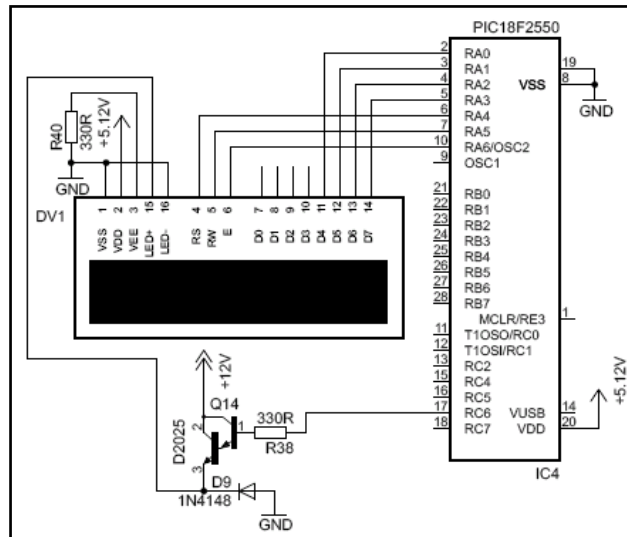 PIC18F2550
2 RA0
3 RA1 19
4 RA2 VSS 8
5 RA3
6 RA4 GND
7 RA5
10 RA6/OSC2
9 OSC1
R40
330R
+5.12V
GND
DV1
1 2 3 15 16 4 5 6 7 8 9 10 11 12 13 14
VSS VDD VEE LED+ LED- RS RW E D0 D1 D2 D3 D4 D5 D6 D7
21 RB0
22 RB1
23 RB2
24 RB3
25 RB4
26 RB5
27 RB6
28 RB7
MCLR/RE3 1
11 T1OSO/RC0
12 T1OSI/RC1
13 RC2
15 RC4
16 RC5
17 RC6 VUSB 14
18 RC7 VDD 20
+5.12V
IC4
+12V
Q14
D2025
2
1
3
330R
R38
D9
1N4148
GND